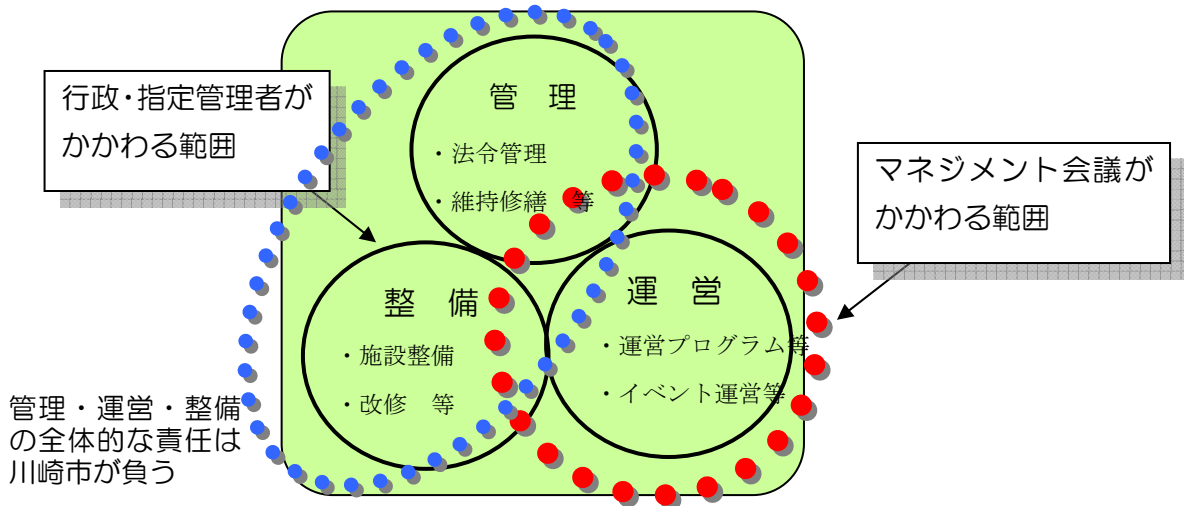 行政・指定管理者が
かかわる範囲
管　理
・法令管理
・維持修繕　等
マネジメント会議が
かかわる範囲
整　備
・施設整備
・改修　等
運　営
・運営プログラム等
・イベント運営等
管理・運営・整備
の全体的な責任は
川崎市が負う